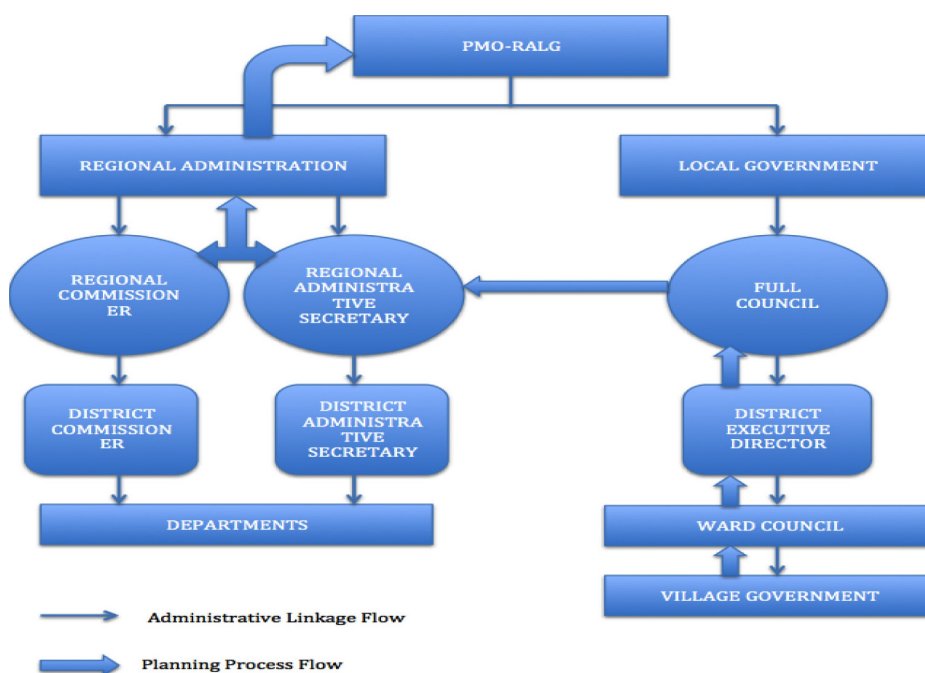 PMO-RALG
REGIONAL ADMINISTRATION
LOCAL GOVERNMENT
REGIONAL
COMMISSION
ER
REGIONAL
ADMINISTRA
TIVE
SECRETARY
FULL
COUNCIL
DISTRICT
COMMISSION
ER
DISTRICT
ADMINISTRA
TIVE
SECRETARY
DISTRICT
EXECUTIVE
DIRECTOR
DEPARTMENTS
WARD COUNCIL
VILLAGE GOVERNMENT
Administrative Linkage Flow
Planning Process Flow